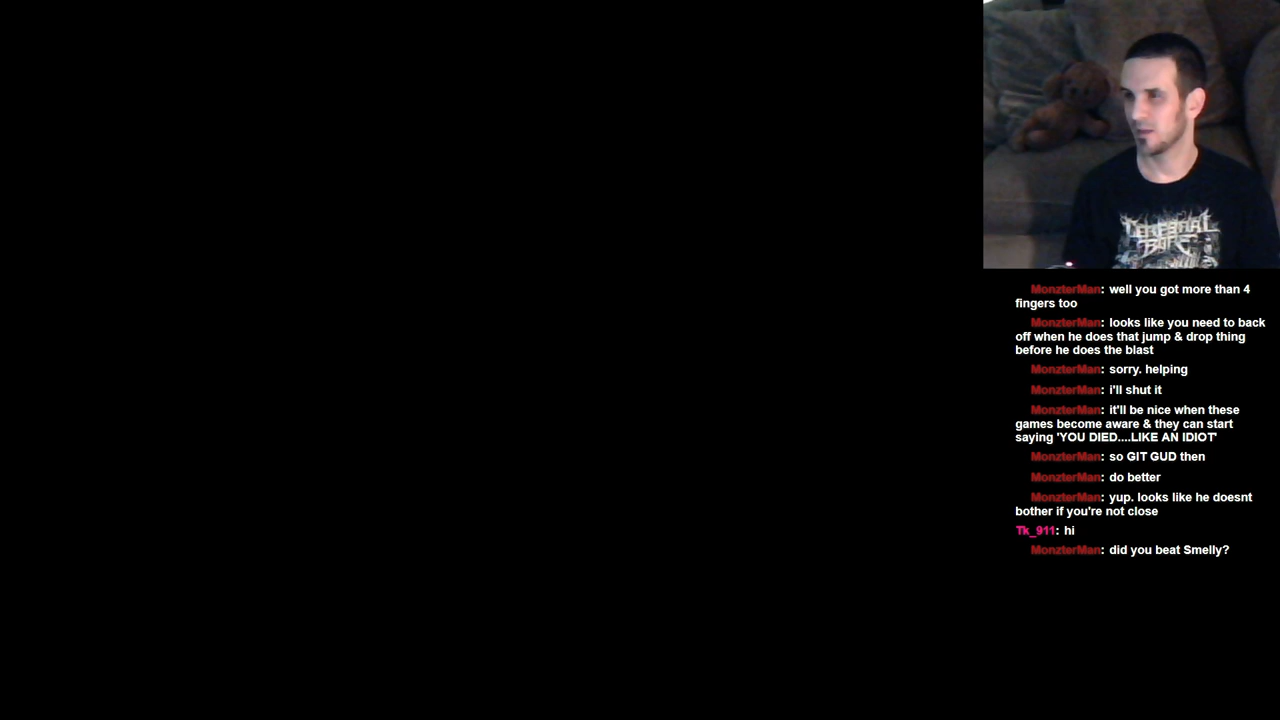 CEREBRAL
BORE
MonzterMan: well you got more than 4
fingers too
MonzterMan: looks like you need to back
off when he does that jump & drop thing
before he does the blast
MonzterMan: sorry. helping
MonzterMan: i'll shut it
MonzterMan: it'll be nice when these
games become aware & they can start
saying 'YOU DIED....LIKE AN IDIOT'
MonzterMan: so GIT GUD then
MonzterMan: do better
MonzterMan: yup. looks like he doesnt
bother if you're not close
Tk_911: hi
MonzterMan: did you beat Smelly?